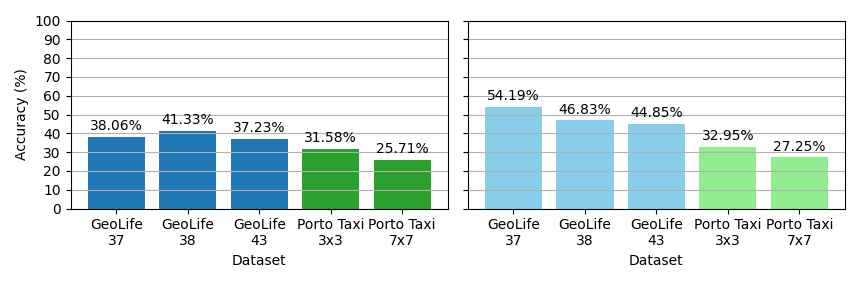 100
90
80
70
60
50
40
30
20
10
0
Accuracy (%)
38.06%
41.33%
37.23%
31.58%
25.71%
GeoLife
37
GeoLife
38
GeoLife
43
Porto Taxi
3x3
Porto Taxi
7x7
Dataset
54.19%
46.83%
44.85%
32.95%
27.25%
GeoLife
37
GeoLife
38
GeoLife
43
Porto Taxi
3x3
Porto Taxi
7x7
Dataset